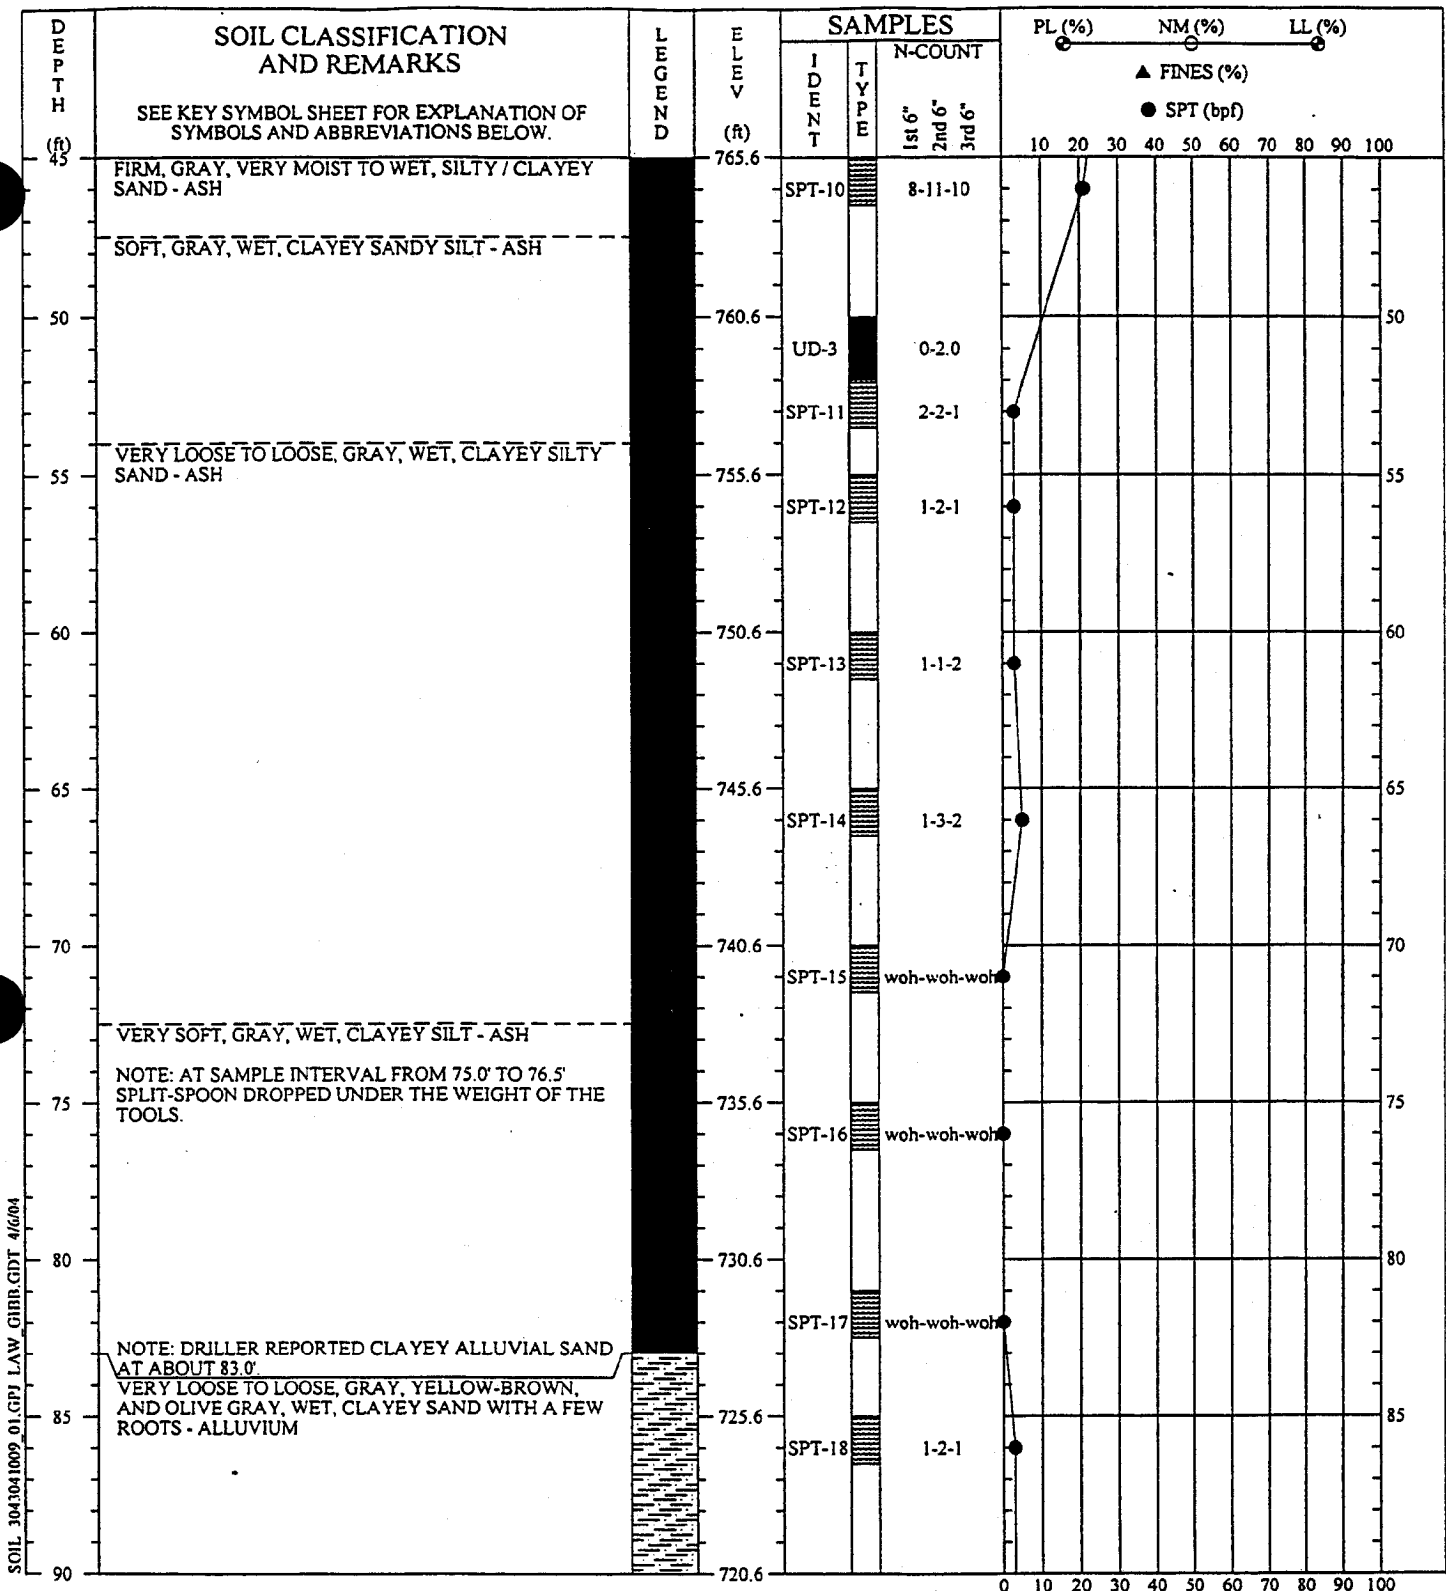 DEPTH
(ft)
SOIL CLASSIFICATION
AND REMARKS
SEE KEY SYMBOL SHEET FOR EXPLANATION OF
SYMBOLS AND ABBREVIATIONS BELOW.
LEGEND
ELEV
(ft)
SAMPLES
IDENT
TYPE
N-COUNT
1st 6"
2nd 6"
3rd 6"
PL (%) NM (%) LL (%)
▲ FINES (%)
● SPT (bpf)
10 20 30 40 50 60 70 80 90 100
45
FIRM, GRAY, VERY MOIST TO WET, SILTY / CLAYEY
SAND - ASH
765.6
SPT-10 8-11-10
SOFT, GRAY, WET, CLAYEY SANDY SILT - ASH
50 760.6 50
UD-3 0-2.0
SPT-11 2-2-1
VERY LOOSE TO LOOSE, GRAY, WET, CLAYEY SILTY
SAND - ASH
55 755.6 55
SPT-12 1-2-1
60 750.6 60
SPT-13 1-1-2
65 745.6 65
SPT-14 1-3-2
70 740.6 70
SPT-15 woh-woh-woh
VERY SOFT, GRAY, WET, CLAYEY SILT - ASH
NOTE: AT SAMPLE INTERVAL FROM 75.0' TO 76.5'
SPLIT-SPOON DROPPED UNDER THE WEIGHT OF THE
TOOLS.
75 735.6 75
SPT-16 woh-woh-woh
80 730.6 80
SPT-17 woh-woh-woh
NOTE: DRILLER REPORTED CLAYEY ALLUVIAL SAND
AT ABOUT 83.0'.
VERY LOOSE TO LOOSE, GRAY, YELLOW-BROWN,
AND OLIVE GRAY, WET, CLAYEY SAND WITH A FEW
ROOTS - ALLUVIUM
85 725.6 85
SPT-18 1-2-1
90 720.6
0 10 20 30 40 50 60 70 80 90 100
SOIL 3043041009_01.GPJ LAW_GIBB.GDT 4/6/04